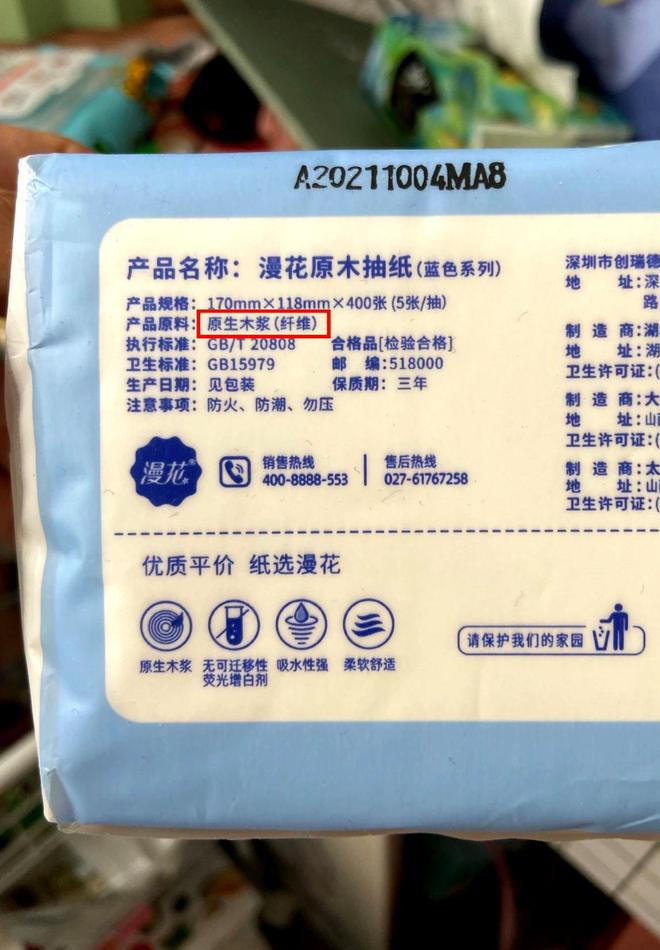 A20211004MA8
产品名称：漫花原木抽纸(蓝色系列)
产品规格：170mm×118mm×400张(5张/抽)
产品原料：原生木浆(纤维)
执行标准：GB/T 20808 合格品[检验合格]
卫生标准：GB15979 邮 编:518000
生产日期：见包装 保质期：三年
注意事项：防火、防潮、勿压
深圳市创瑞德
地 址:深
路
制 造 商:湖
地 址:湖
卫生许可证:(
制 造 商:大
地 址:山
卫生许可证:(
制 造 商:太
地 址:山
卫生许可证:(
漫花®
销售热线
400-8888-553
售后热线
027-61767258
优质平价 纸选漫花
原生木浆
无可迁移性
荧光增白剂
吸水性强
柔软舒适
请保护我们的家园